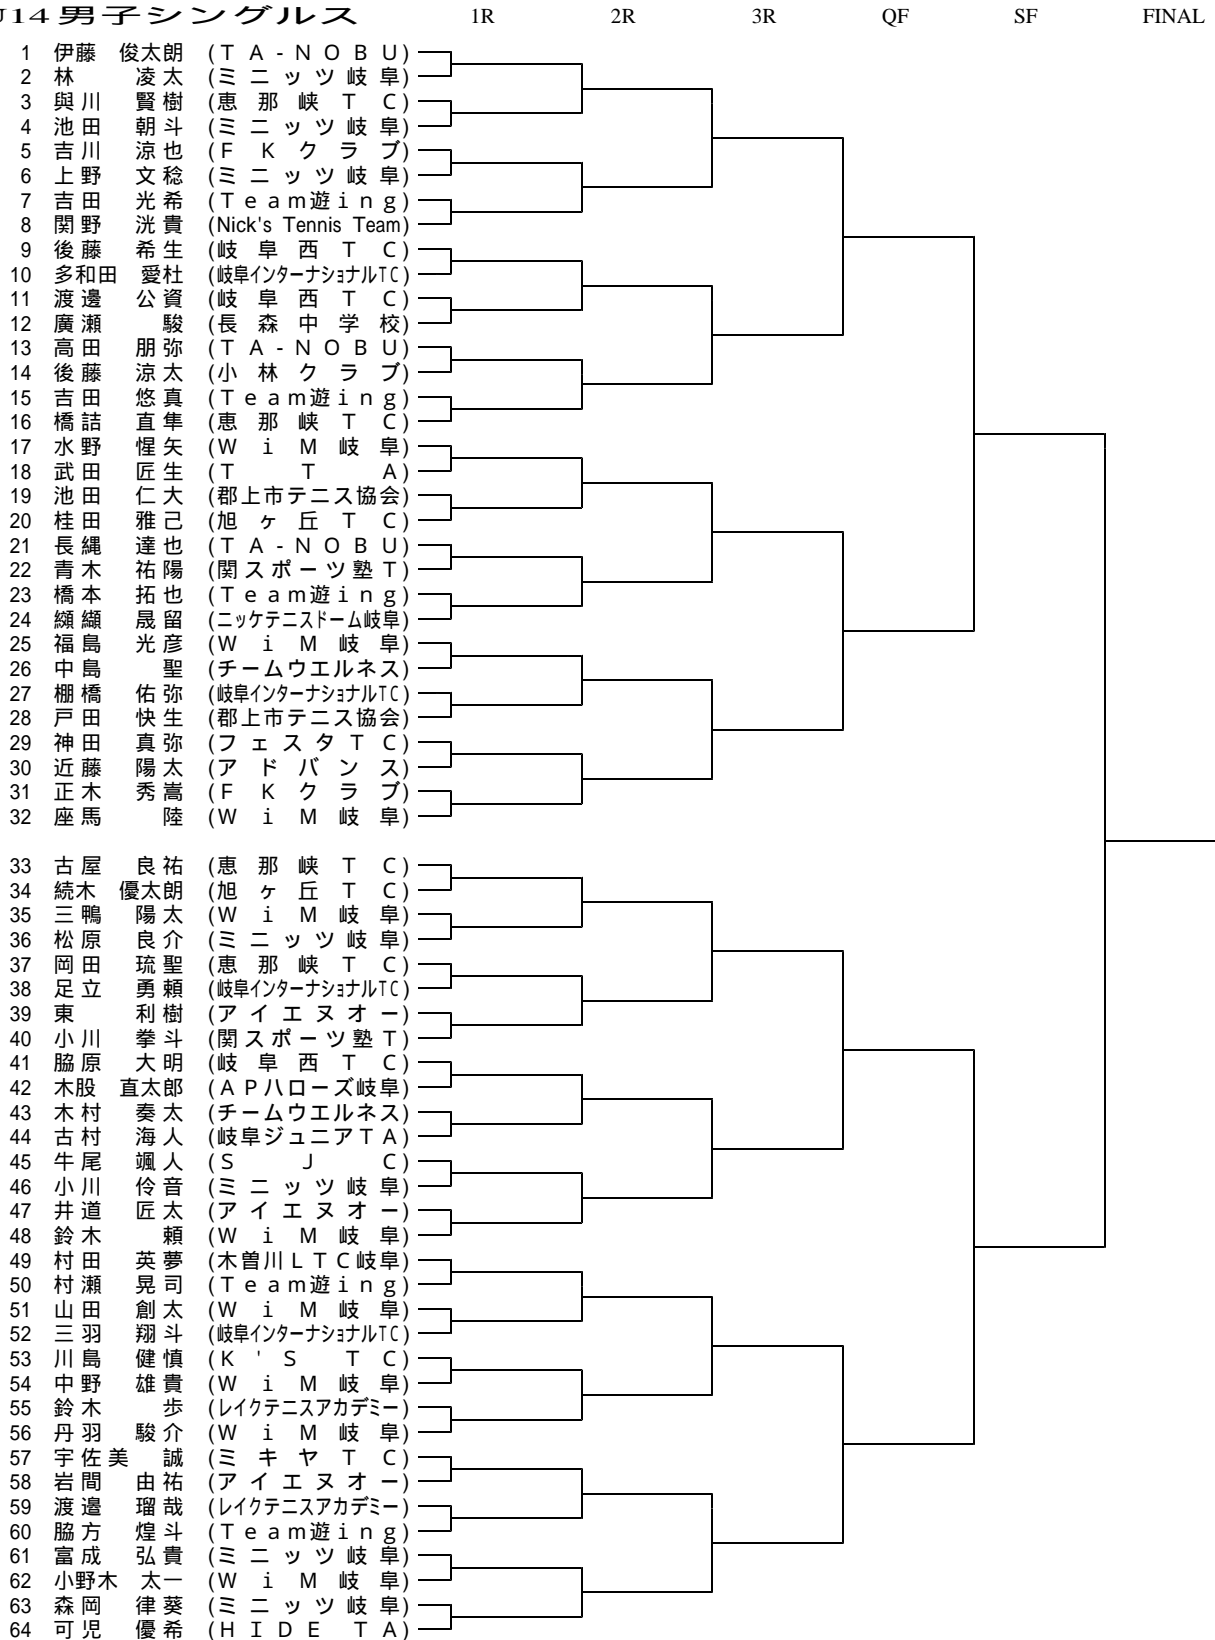 U14男子シングルス 1R 2R 3R QF SF FINAL
1 伊藤 俊太朗 (TA-NOBU)
2 林 凌太 (ミニッツ岐阜)
3 與川 賢樹 (恵那峡TC)
4 池田 朝斗 (ミニッツ岐阜)
5 吉川 涼也 (FKクラブ)
6 上野 文稔 (ミニッツ岐阜)
7 吉田 光希 (Team遊ing)
8 関野 洸貴 (Nick's Tennis Team)
9 後藤 希生 (岐阜西TC)
10 多和田 愛杜 (岐阜インターナショナルTC)
11 渡邊 公資 (岐阜西TC)
12 廣瀬 駿 (長森中学校)
13 高田 朋弥 (TA-NOBU)
14 後藤 涼太 (小林クラブ)
15 吉田 悠真 (Team遊ing)
16 橋詰 直隼 (恵那峡TC)
17 水野 惺矢 (WiM岐阜)
18 武田 匠生 (TTA)
19 池田 仁大 (郡上市テニス協会)
20 桂田 雅己 (旭ヶ丘TC)
21 長縄 達也 (TA-NOBU)
22 青木 祐陽 (関スポーツ塾T)
23 橋本 拓也 (Team遊ing)
24 纐纈 晟留 (ニッケテニスドーム岐阜)
25 福島 光彦 (WiM岐阜)
26 中島 聖 (チームウエルネス)
27 棚橋 佑弥 (岐阜インターナショナルTC)
28 戸田 快生 (郡上市テニス協会)
29 神田 真弥 (フェスタTC)
30 近藤 陽太 (アドバンス)
31 正木 秀嵩 (FKクラブ)
32 座馬 陸 (WiM岐阜)
33 古屋 良祐 (恵那峡TC)
34 続木 優太朗 (旭ヶ丘TC)
35 三鴨 陽太 (WiM岐阜)
36 松原 良介 (ミニッツ岐阜)
37 岡田 琉聖 (恵那峡TC)
38 足立 勇頼 (岐阜インターナショナルTC)
39 東 利樹 (アイエヌオー)
40 小川 拳斗 (関スポーツ塾T)
41 脇原 大明 (岐阜西TC)
42 木股 直太郎 (APハローズ岐阜)
43 木村 奏太 (チームウエルネス)
44 古村 海人 (岐阜ジュニアTA)
45 牛尾 颯人 (SJC)
46 小川 伶音 (ミニッツ岐阜)
47 井道 匠太 (アイエヌオー)
48 鈴木 頼 (WiM岐阜)
49 村田 英夢 (木曽川LTC岐阜)
50 村瀬 晃司 (Team遊ing)
51 山田 創太 (WiM岐阜)
52 三羽 翔斗 (岐阜インターナショナルTC)
53 川島 健慎 (K'S TC)
54 中野 雄貴 (WiM岐阜)
55 鈴木 歩 (レイクテニスアカデミー)
56 丹羽 駿介 (WiM岐阜)
57 宇佐美 誠 (ミキヤTC)
58 岩間 由祐 (アイエヌオー)
59 渡邉 瑠哉 (レイクテニスアカデミー)
60 脇方 煌斗 (Team遊ing)
61 富成 弘貴 (ミニッツ岐阜)
62 小野木 太一 (WiM岐阜)
63 森岡 律葵 (ミニッツ岐阜)
64 可児 優希 (HIDE TA)